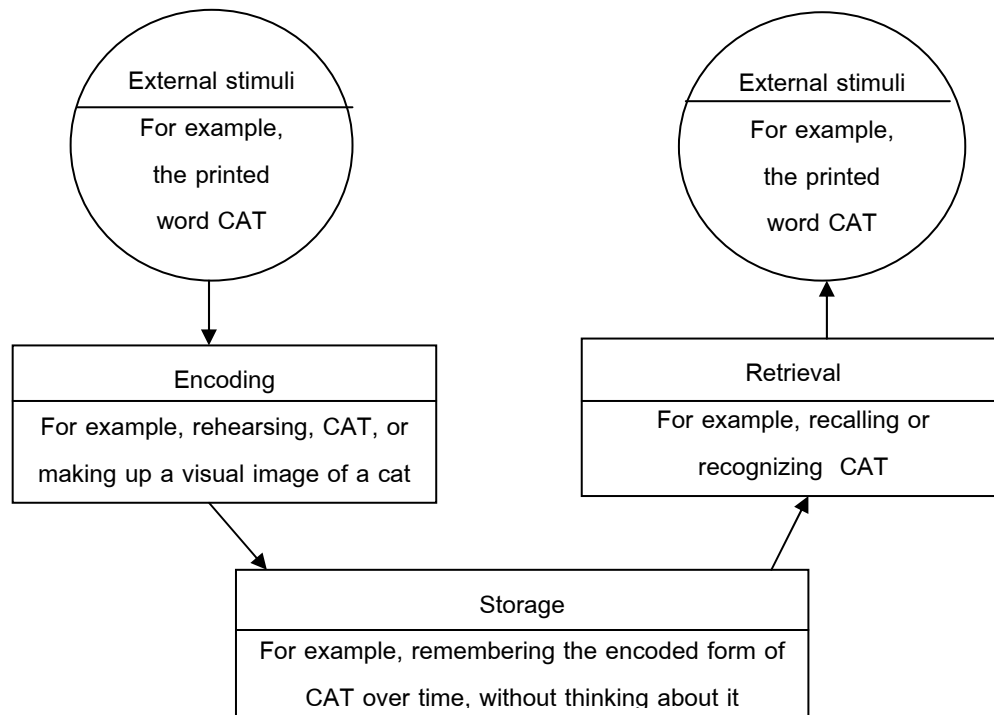 External stimuli
For example,
the printed
word CAT
External stimuli
For example,
the printed
word CAT
Encoding
For example, rehearsing, CAT, or
making up a visual image of a cat
Retrieval
For example, recalling or
recognizing CAT
Storage
For example, remembering the encoded form of
CAT over time, without thinking about it